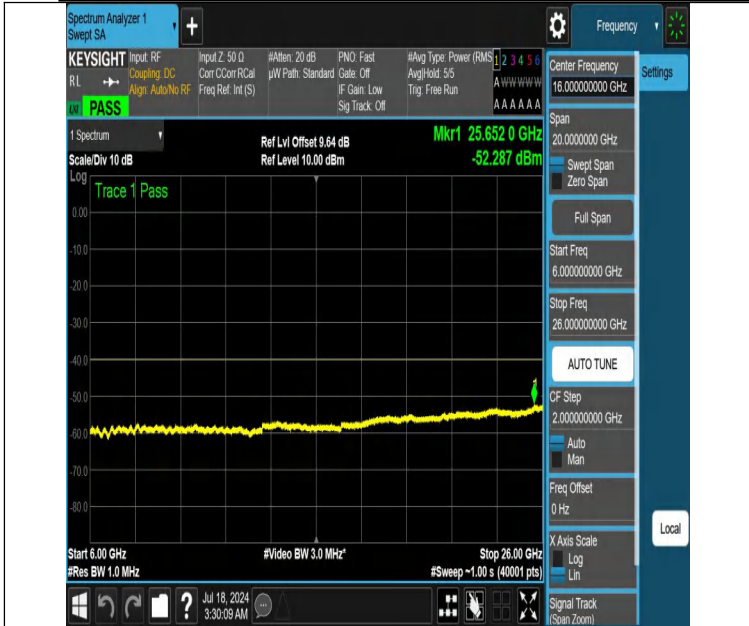 Spectrum Analyzer 1
Swept SA
Frequency
KEYSIGHT
RL
PASS
Input: RF
Coupling: DC
Align: Auto/No RF
Input Z: 50 Ω
Corr CCorr RCal
Freq Ref: Int (S)
#Atten: 20 dB
µW Path: Standard
PNO: Fast
Gate: Off
IF Gain: Low
Sig Track: Off
#Avg Type: Power (RMS
Avg|Hold: 5/5
Trig: Free Run
1 2 3 4 5 6
A W W W W W
A A A A A A
1 Spectrum
Scale/Div 10 dB
Ref Lvl Offset 9.64 dB
Ref Level 10.00 dBm
Mkr1 25.652 0 GHz
-52.287 dBm
Log
Trace 1 Pass
0.00
-10.0
-20.0
-30.0
-40.0
-50.0
-60.0
-70.0
-80.0
Start 6.00 GHz
#Res BW 1.0 MHz
#Video BW 3.0 MHz*
Stop 26.00 GHz
#Sweep ~1.00 s (40001 pts)
?
Jul 18, 2024
3:30:09 AM
Center Frequency
16.000000000 GHz
Settings
Span
20.0000000 GHz
Swept Span
Zero Span
Full Span
Start Freq
6.000000000 GHz
Stop Freq
26.000000000 GHz
AUTO TUNE
CF Step
2.000000000 GHz
Auto
Man
Freq Offset
0 Hz
X Axis Scale
Log
Lin
Signal Track
(Span Zoom)
Local